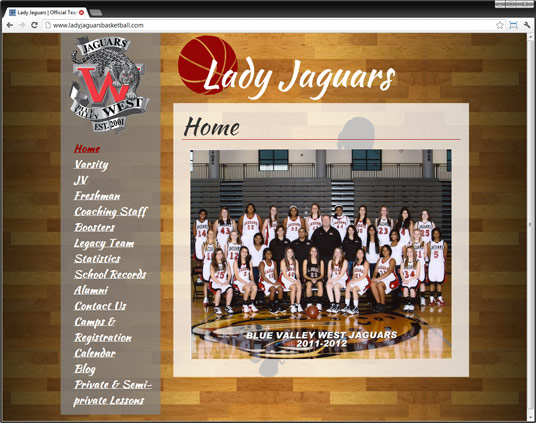 Lady Jaguars | Official Tea
www.ladyjaguarsbasketball.com
JAGUARS
W
BLUE VALLEY WEST
EST.2001
Lady Jaguars
Home
Home
Varsity
JV
Freshman
Coaching Staff
Boosters
Legacy Team
Statistics
School Records
Alumni
Contact Us
Camps &
Registration
Calendar
Blog
Private & Semi-
private Lessons
BLUE VALLEY WEST JAGUARS
2011-2012